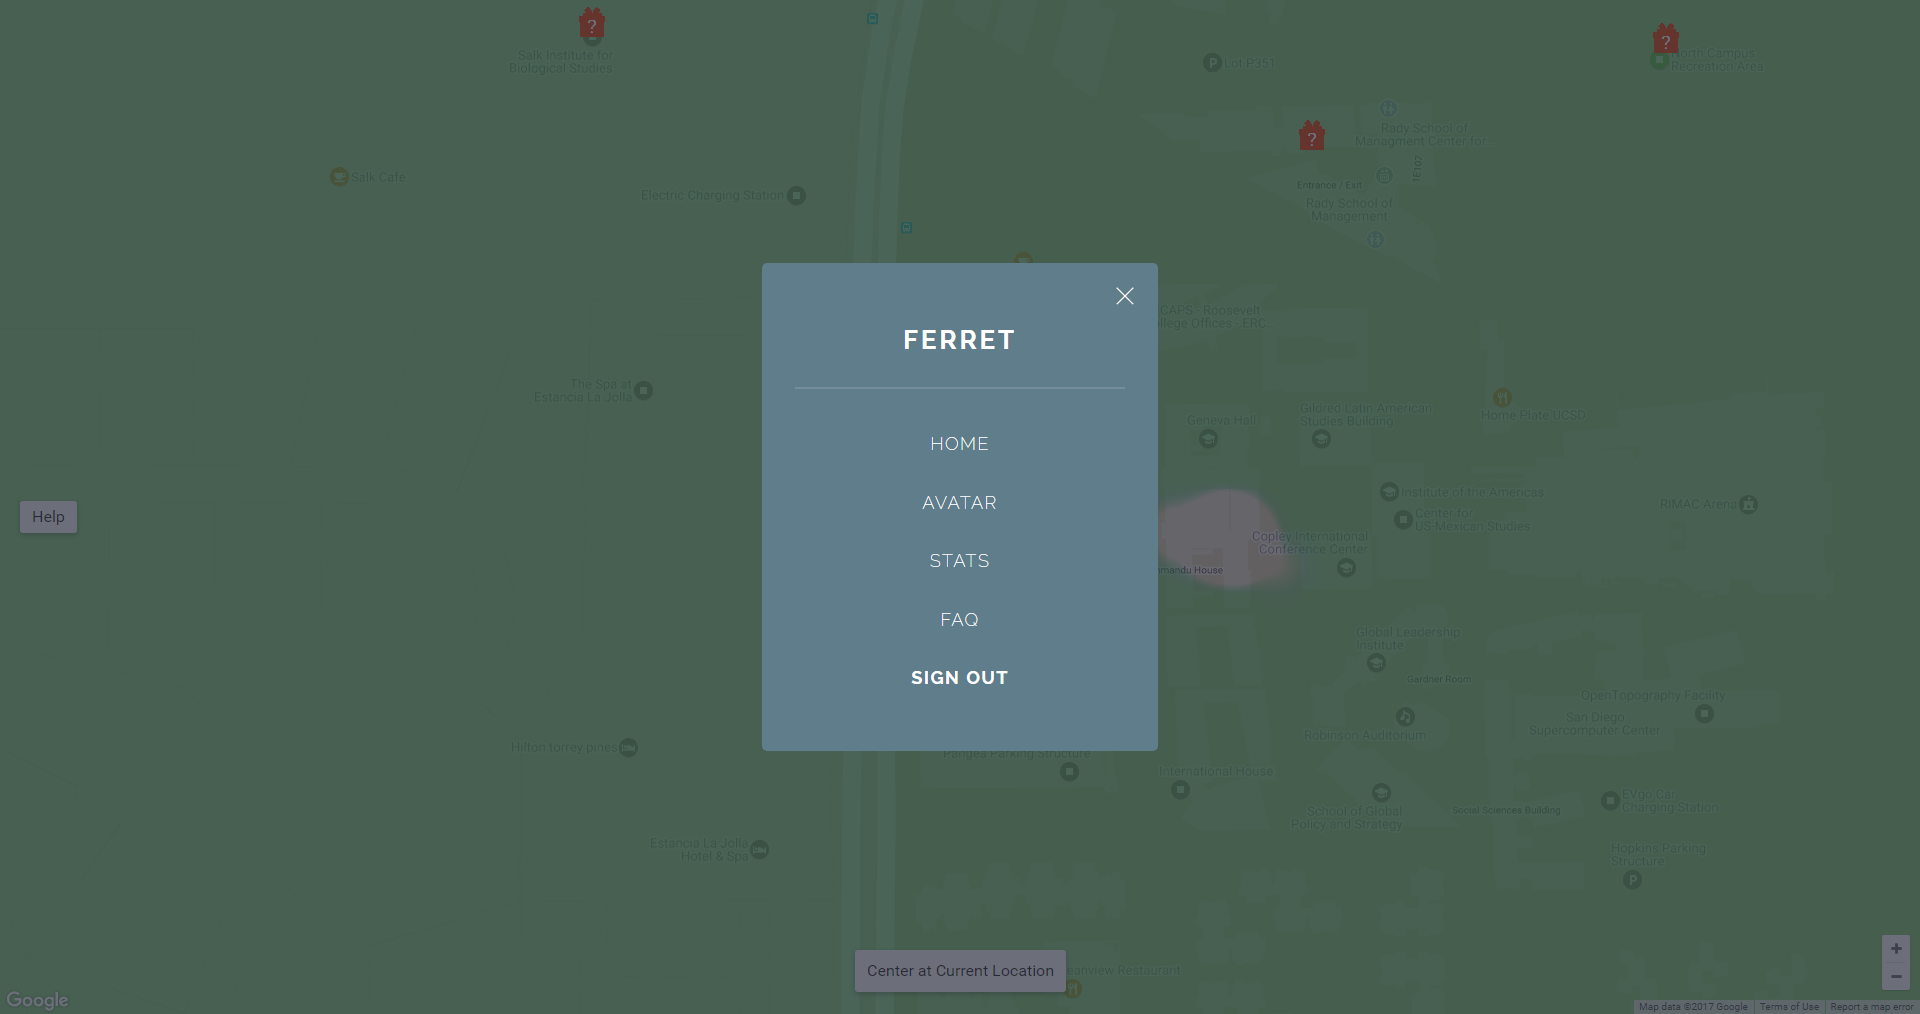 ?
Salk Institute for
Biological Studies
?
North Campus
Recreation Area
P
Lot P351
?
Rady School of
Managment Center for...
TE107
Salk Cafe
Electric Charging Station
Entrance / Exit
Rady School of
Management
CAPS - Roosevelt
College Offices - ERC
FERRET
HOME
AVATAR
STATS
FAQ
SIGN OUT
The Spa at
Estancia La Jolla
Geneva Hall
Gildred Latin American
Studies Building
Home Plate UCSD
Institute of the Americas
Center for
US-Mexican Studies
RIMAC Arena
Help
Copley International
Conference Center
mandu House
Global Leadership
Institute
Gardner Room
OpenTopography Facility
San Diego
Supercomputer Center
Robinson Auditorium
Hilton torrey pines
Pangea Parking Structure
International House
School of Global
Policy and Strategy
Social Sciences Building
EVgo Car
Charging Station
Estancia La Jolla
Hotel & Spa
Hopkins Parking
Structure
P
Center at Current Location
eanview Restaurant
+
−
Google
Map data ©2017 Google
Terms of Use
Report a map error